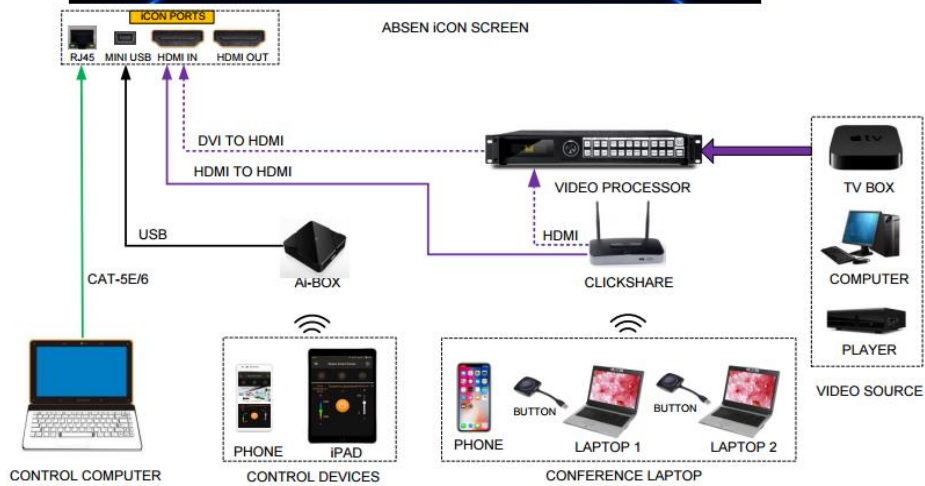 iCON PORTS
ABSEN iCON SCREEN
RJ45 MINI USB HDMI IN HDMI OUT
DVI TO HDMI
HDMI TO HDMI
VIDEO PROCESSOR
tv
TV BOX
USB
HDMI
CAT-5E/6
Ai-BOX
CLICKSHARE
COMPUTER
PLAYER
VIDEO SOURCE
BUTTON
BUTTON
PHONE
iPAD
PHONE
LAPTOP 1
LAPTOP 2
CONTROL COMPUTER
CONTROL DEVICES
CONFERENCE LAPTOP